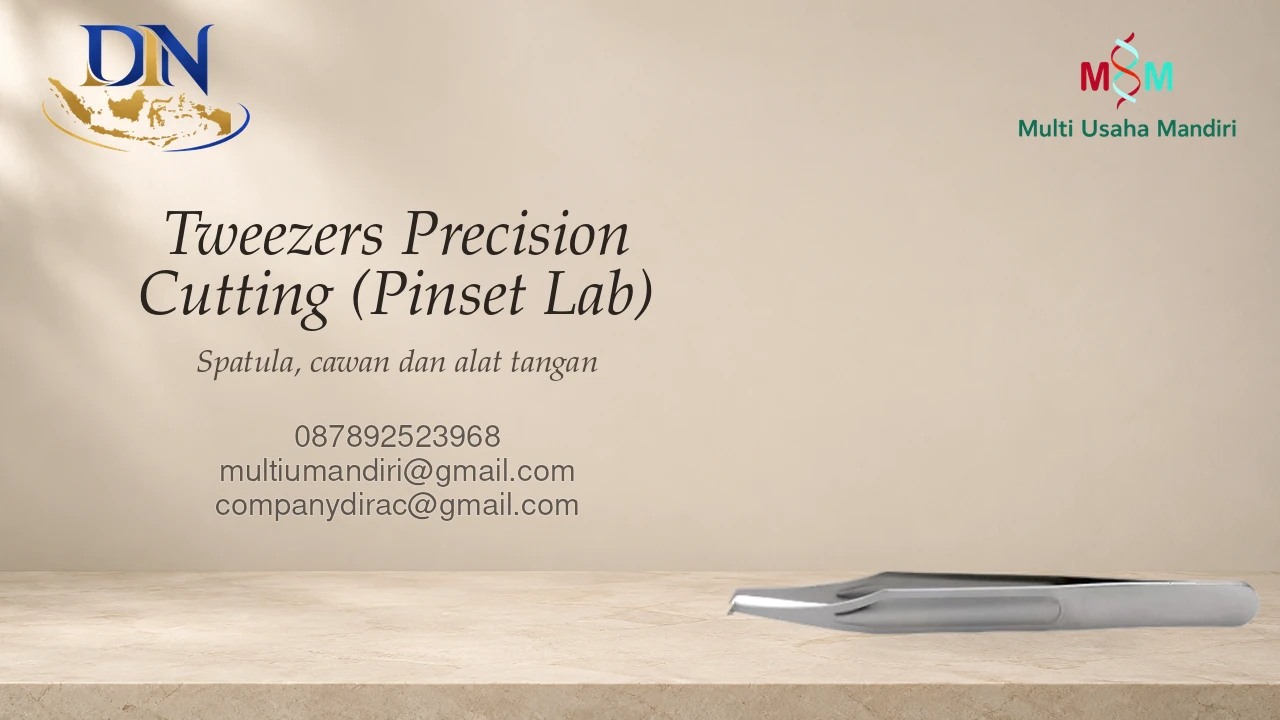 DN
M M
Multi Usaha Mandiri
Tweezers Precision
Cutting (Pinset Lab)
Spatula, cawan dan alat tangan
087892523968
multiumandiri@gmail.com
companydirac@gmail.com